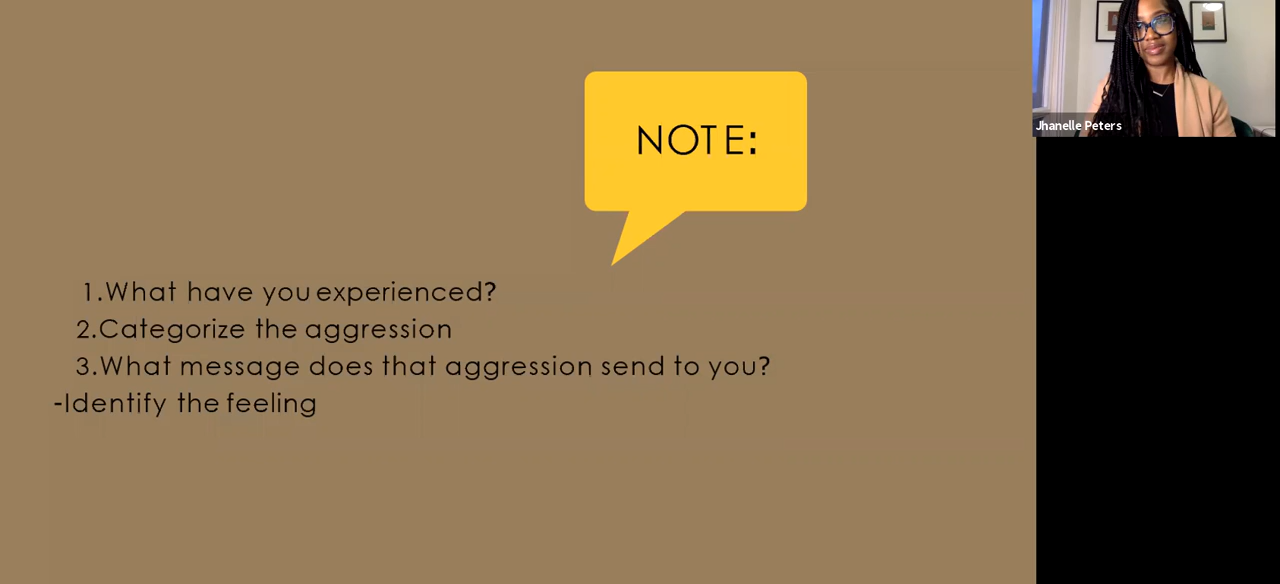 NOTE:
Jhanelle Peters
1.What have you experienced?
2.Categorize the aggression
3.What message does that aggression send to you?
-Identify the feeling